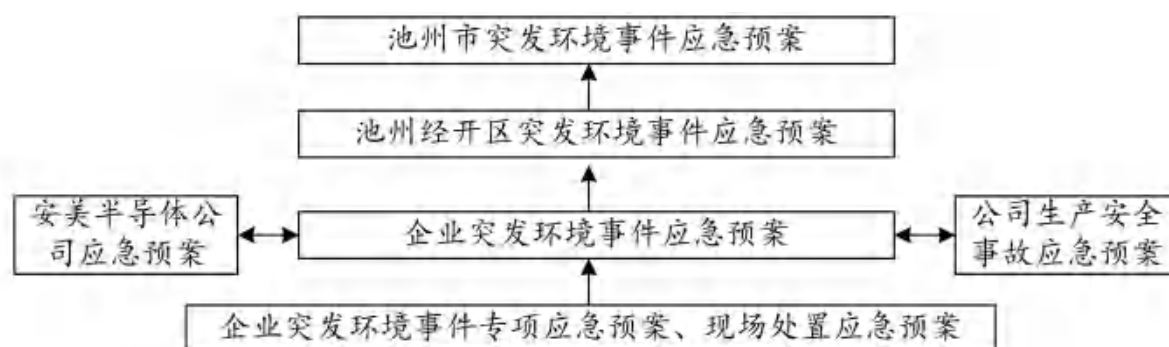 池州市突发环境事件应急预案
池州经开区突发环境事件应急预案
安美半导体公
司应急预案
企业突发环境事件应急预案
公司生产安全
事故应急预案
企业突发环境事件专项应急预案、现场处置应急预案